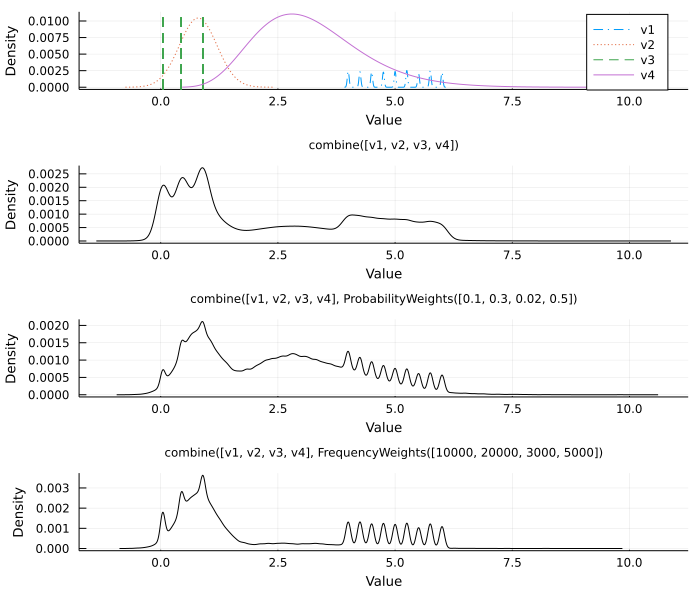 0.0100
0.0075
0.0050
0.0025
0.0000
Density
0.0 2.5 5.0 7.5 10.0
Value
v1
v2
v3
v4
combine([v1, v2, v3, v4])
0.0025
0.0020
0.0015
0.0010
0.0005
0.0000
Density
0.0 2.5 5.0 7.5 10.0
Value
combine([v1, v2, v3, v4], ProbabilityWeights([0.1, 0.3, 0.02, 0.5])
0.0020
0.0015
0.0010
0.0005
0.0000
Density
0.0 2.5 5.0 7.5 10.0
Value
combine([v1, v2, v3, v4], FrequencyWeights([10000, 20000, 3000, 5000])
0.003
0.002
0.001
0.000
Density
0.0 2.5 5.0 7.5 10.0
Value